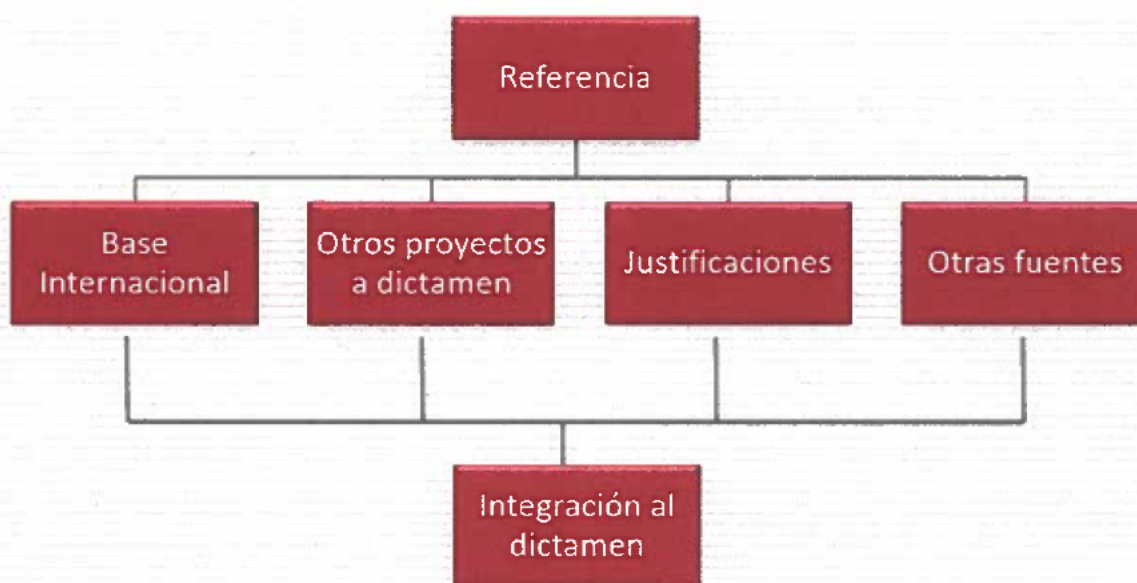 Referencia
Base
Internacional
Otros proyectos
a dictamen
Justificaciones
Otras fuentes
Integración al
dictamen